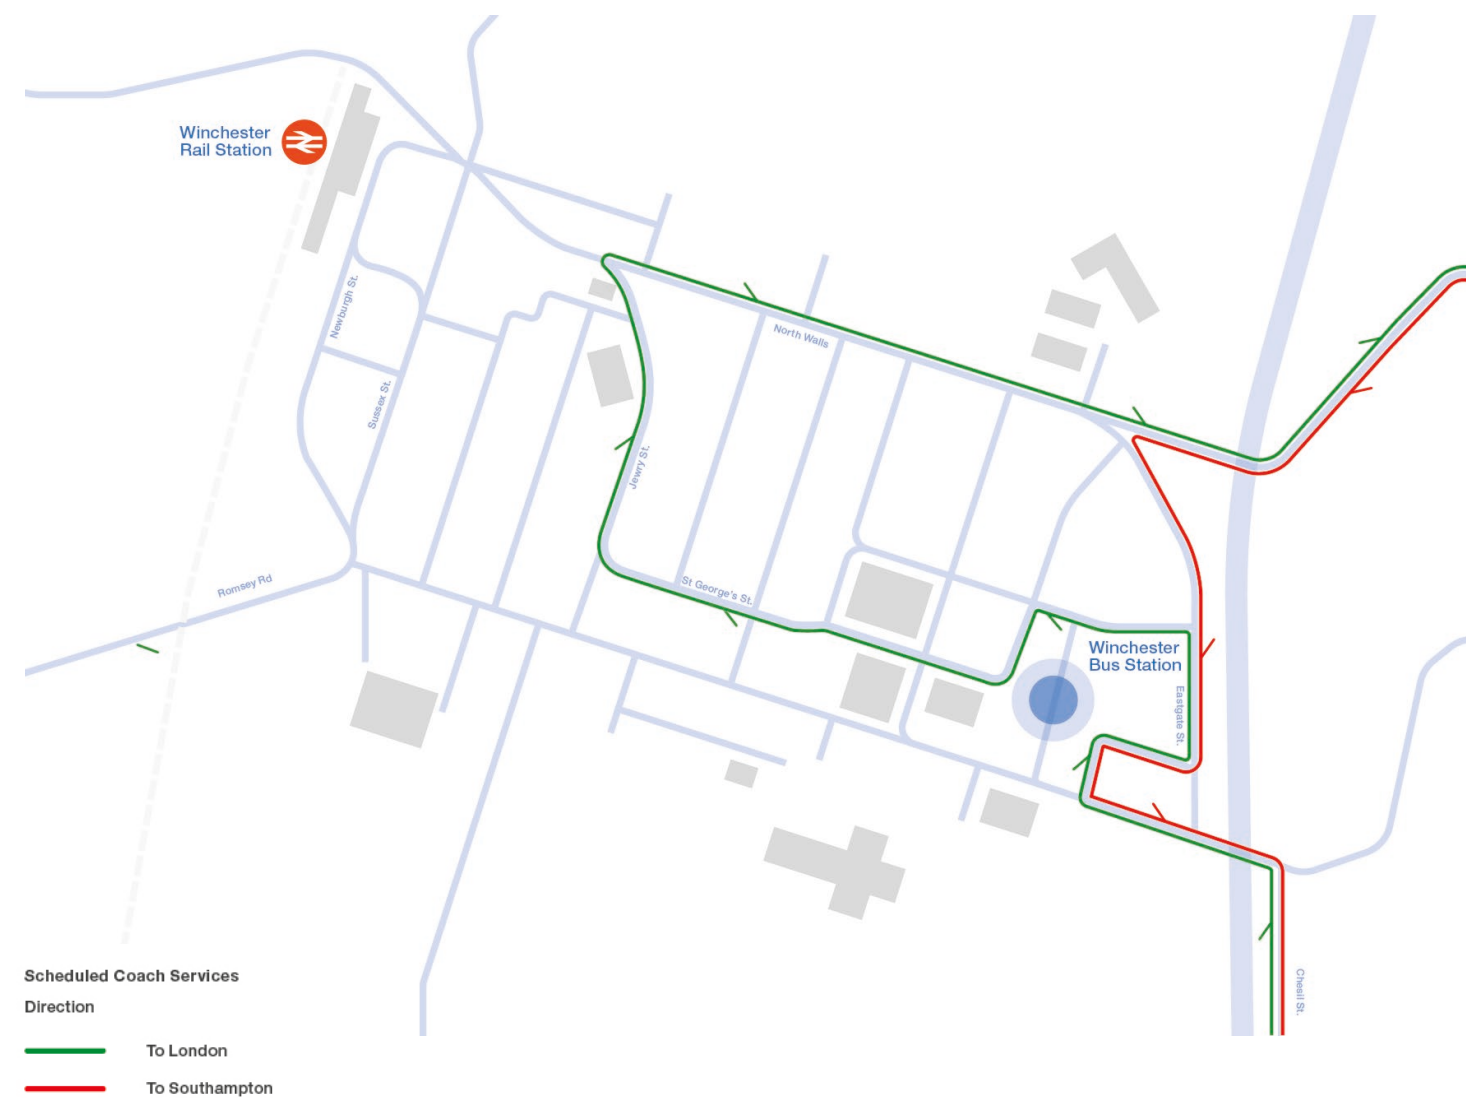 Winchester
Rail Station
Newburgh St.
Sussex St.
Romsey Rd
Jewry St.
North Walls
St George's St.
Winchester
Bus Station
Eastgate St.
Chesil St.
Scheduled Coach Services
Direction
To London
To Southampton